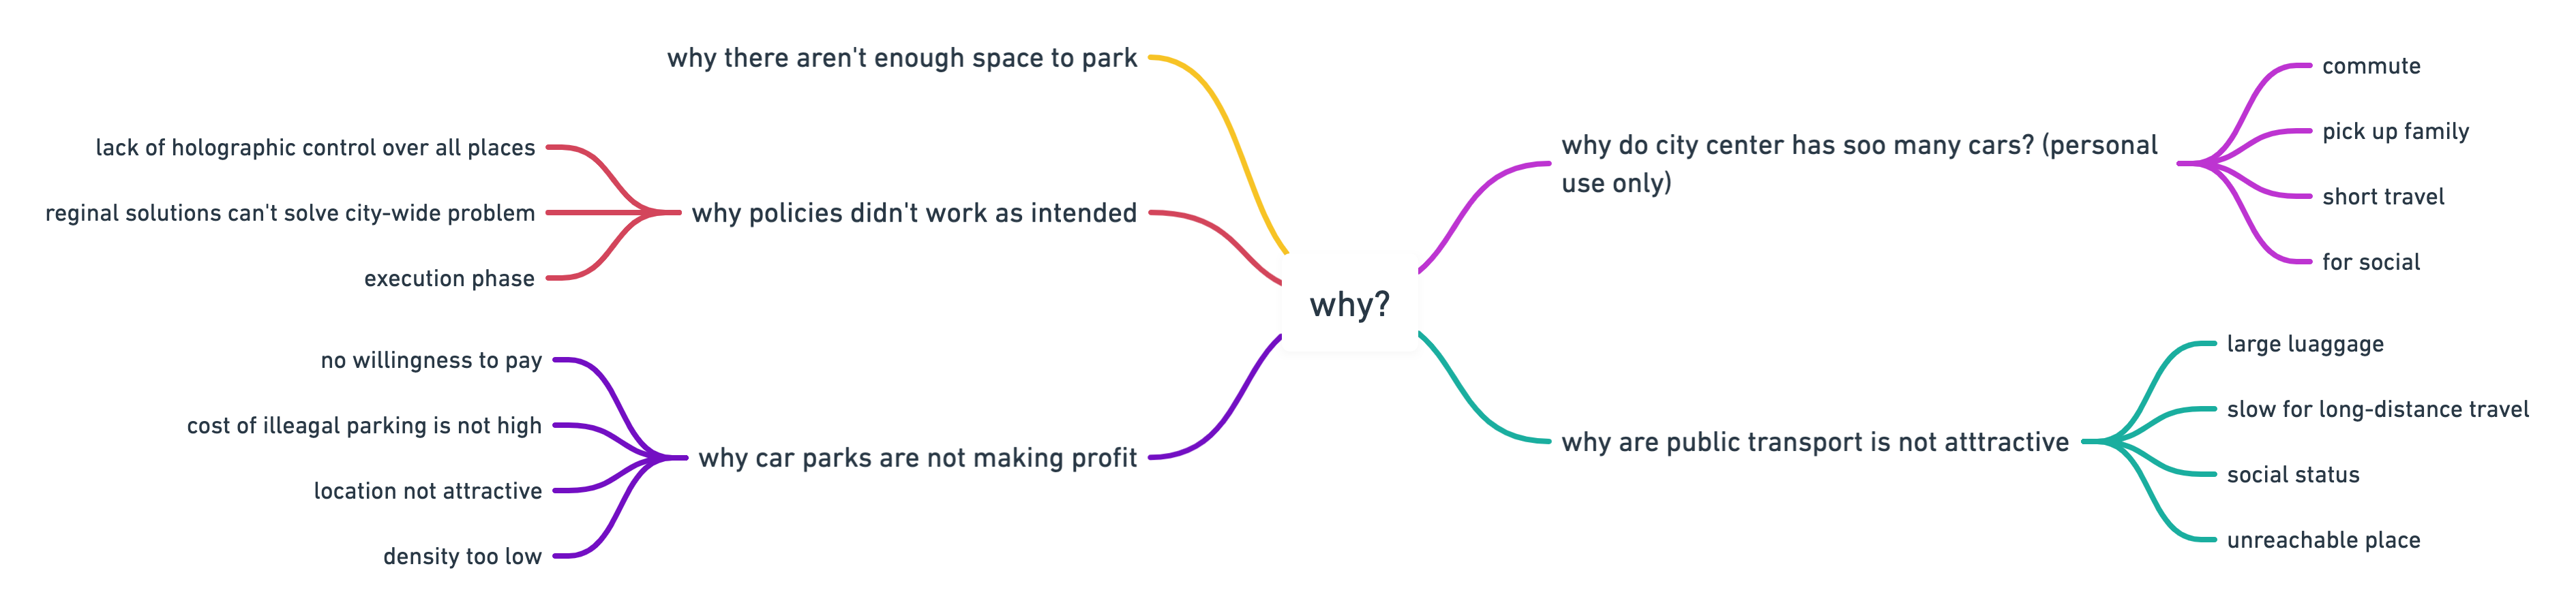 why there aren't enough space to park
lack of holographic control over all places
reginal solutions can't solve city-wide problem
execution phase
why policies didn't work as intended
no willingness to pay
cost of illeagal parking is not high
location not attractive
density too low
why car parks are not making profit
why?
why do city center has soo many cars? (personal
use only)
commute
pick up family
short travel
for social
why are public transport is not atttractive
large luaggage
slow for long-distance travel
social status
unreachable place